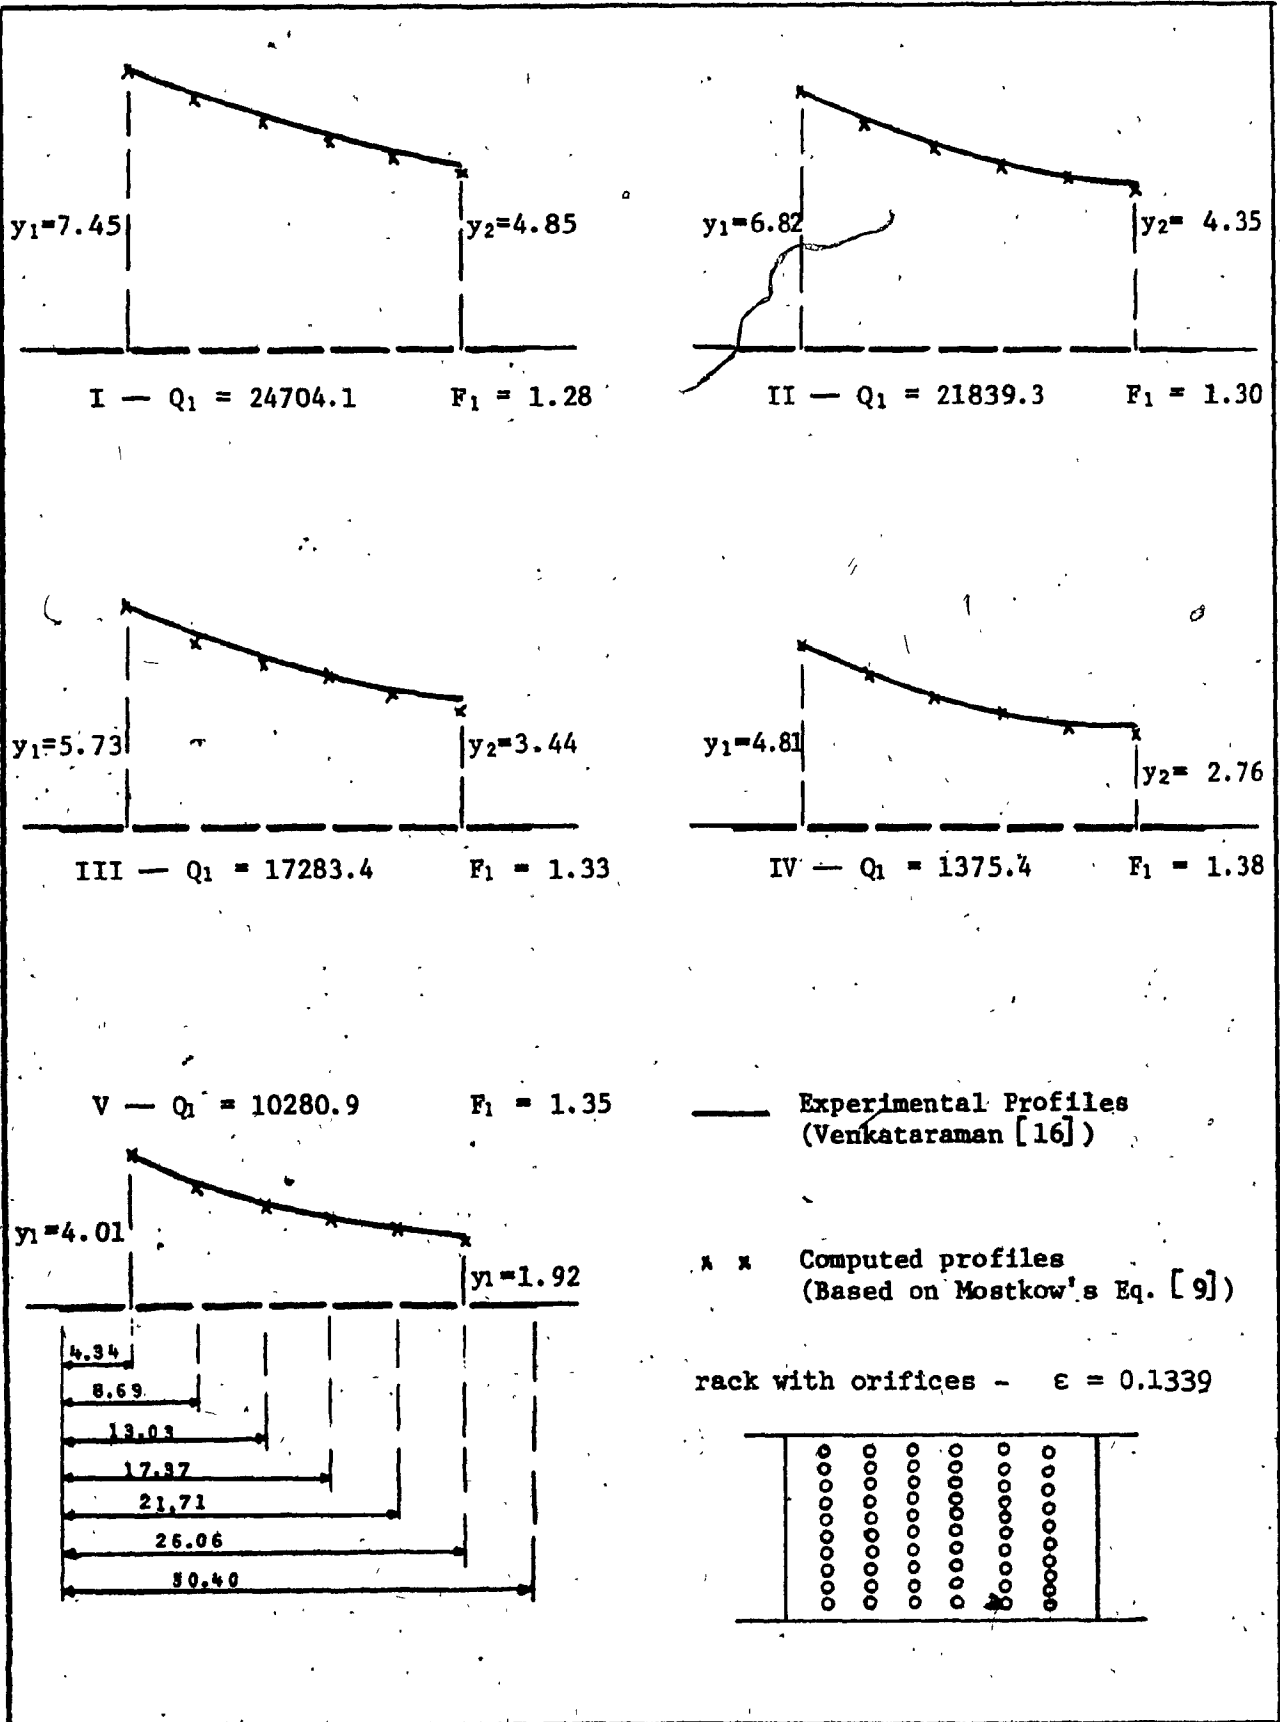 y₁=7.45
y₂=4.85
I — Q₁ = 24704.1 F₁ = 1.28
y₁=6.82
y₂= 4.35
II — Q₁ = 21839.3 F₁ = 1.30
y₁=5.73
y₂=3.44
III — Q₁ = 17283.4 F₁ = 1.33
y₁=4.81
y₂= 2.76
IV — Q₁ = 1375.4 F₁ = 1.38
V — Q₁ = 10280.9 F₁ = 1.35
y₁=4.01
y₁=1.92
4.34
8.69
13.03
17.37
21.71
26.06
30.40
Experimental Profiles
(Venkataraman [16])
x x Computed profiles
(Based on Mostkow's Eq. [9])
rack with orifices - ε = 0.1339